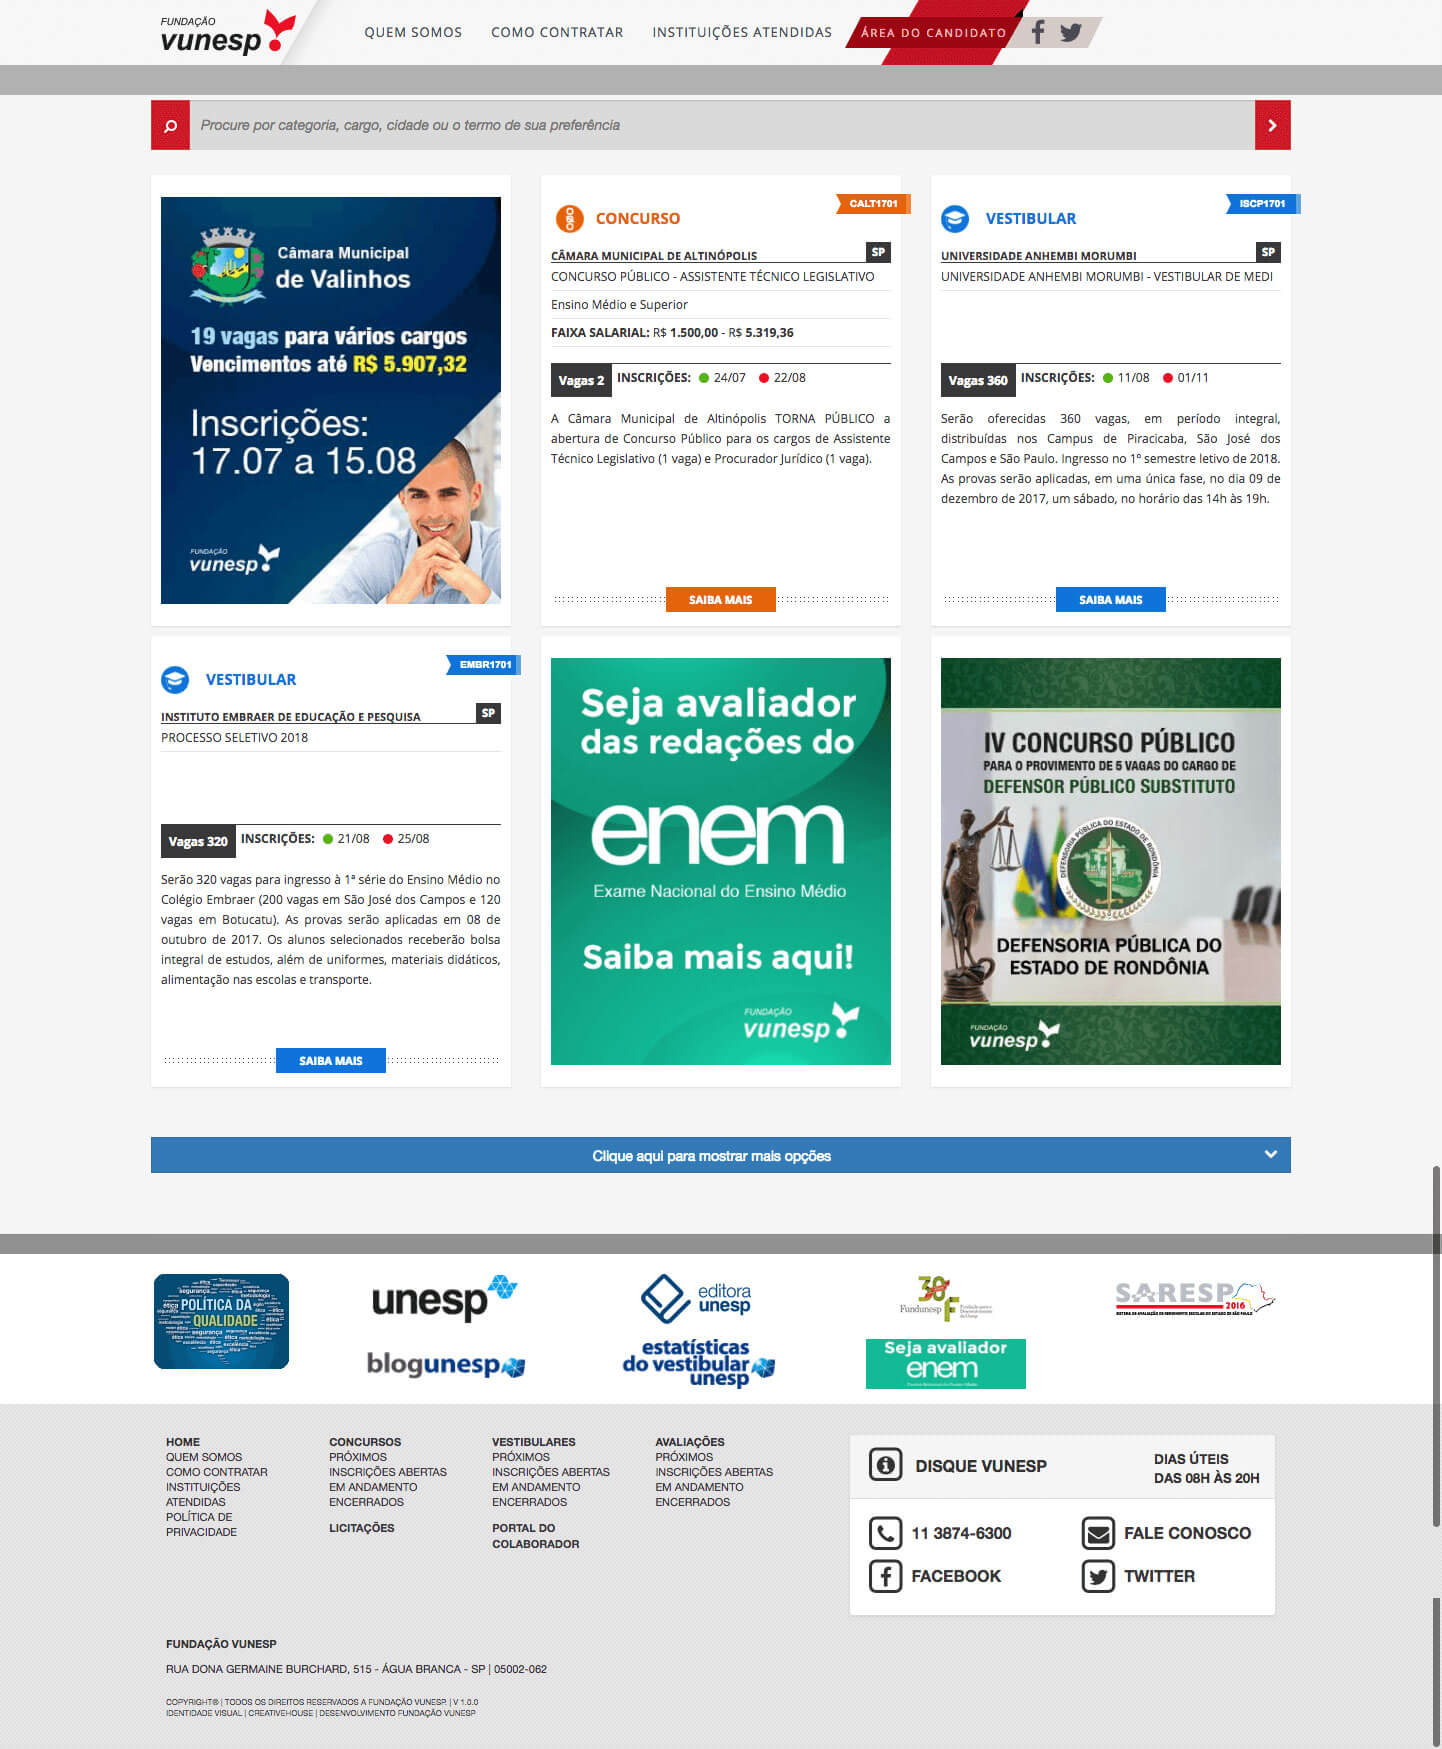 FUNDAÇÃO
vunesp
QUEM SOMOS
COMO CONTRATAR
INSTITUIÇÕES ATENDIDAS
ÁREA DO CANDIDATO
Procure por categoria, cargo, cidade ou o termo de sua preferência
Câmara Municipal
de Valinhos
19 vagas para vários cargos
Vencimentos até R$ 5.907,32
Inscrições:
17.07 a 15.08
FUNDAÇÃO
vunesp
CALT1701
CONCURSO
SP
CÂMARA MUNICIPAL DE ALTINÓPOLIS
CONCURSO PÚBLICO - ASSISTENTE TÉCNICO LEGISLATIVO
Ensino Médio e Superior
FAIXA SALARIAL: R$ 1.500,00 - R$ 5.319,36
Vagas 2 INSCRIÇÕES: 24/07 22/08
A Câmara Municipal de Altinópolis TORNA PÚBLICO a
abertura de Concurso Público para os cargos de Assistente
Técnico Legislativo (1 vaga) e Procurador Jurídico (1 vaga).
SAIBA MAIS
ISCP1701
VESTIBULAR
SP
UNIVERSIDADE ANHEMBI MORUMBI
UNIVERSIDADE ANHEMBI MORUMBI - VESTIBULAR DE MEDI
Vagas 360 INSCRIÇÕES: 11/08 01/11
Serão oferecidas 360 vagas, em período integral,
distribuídas nos Campus de Piracicaba, São José dos
Campos e São Paulo. Ingresso no 1º semestre letivo de 2018.
As provas serão aplicadas, em uma única fase, no dia 09 de
dezembro de 2017, um sábado, no horário das 14h às 19h.
SAIBA MAIS
EMBR1701
VESTIBULAR
SP
INSTITUTO EMBRAER DE EDUCAÇÃO E PESQUISA
PROCESSO SELETIVO 2018
Vagas 320 INSCRIÇÕES: 21/08 25/08
Serão 320 vagas para ingresso à 1ª série do Ensino Médio no
Colégio Embraer (200 vagas em São José dos Campos e 120
vagas em Botucatu). As provas serão aplicadas em 08 de
outubro de 2017. Os alunos selecionados receberão bolsa
integral de estudos, além de uniformes, materiais didáticos,
alimentação nas escolas e transporte.
SAIBA MAIS
Seja avaliador
das redações do
enem
Exame Nacional do Ensino Médio
Saiba mais aqui!
FUNDAÇÃO
vunesp
IV CONCURSO PÚBLICO
PARA O PROVIMENTO DE 5 VAGAS DO CARGO DE
DEFENSOR PÚBLICO SUBSTITUTO
DEFENSORIA PÚBLICA DO ESTADO DE RONDÔNIA
DEFENSORIA PÚBLICA DO
ESTADO DE RONDÔNIA
FUNDAÇÃO
vunesp
Clique aqui para mostrar mais opções
POLÍTICA DA
QUALIDADE
unesp
editora
unesp
Fundunesp
SARESP
2016
blogunesp
estatísticas
do vestibular
unesp
Seja avaliador
enem
HOME
QUEM SOMOS
COMO CONTRATAR
INSTITUIÇÕES
ATENDIDAS
POLÍTICA DE
PRIVACIDADE
CONCURSOS
PRÓXIMOS
INSCRIÇÕES ABERTAS
EM ANDAMENTO
ENCERRADOS
LICITAÇÕES
VESTIBULARES
PRÓXIMOS
INSCRIÇÕES ABERTAS
EM ANDAMENTO
ENCERRADOS
PORTAL DO
COLABORADOR
AVALIAÇÕES
PRÓXIMOS
INSCRIÇÕES ABERTAS
EM ANDAMENTO
ENCERRADOS
DISQUE VUNESP
DIAS ÚTEIS
DAS 08H ÀS 20H
11 3874-6300
FALE CONOSCO
FACEBOOK
TWITTER
FUNDAÇÃO VUNESP
RUA DONA GERMAINE BURCHARD, 515 - ÁGUA BRANCA - SP | 05002-062
COPYRIGHT® | TODOS OS DIREITOS RESERVADOS A FUNDAÇÃO VUNESP. | V 1.0.0
IDENTIDADE VISUAL | CREATIVEHOUSE | DESENVOLVIMENTO FUNDAÇÃO VUNESP